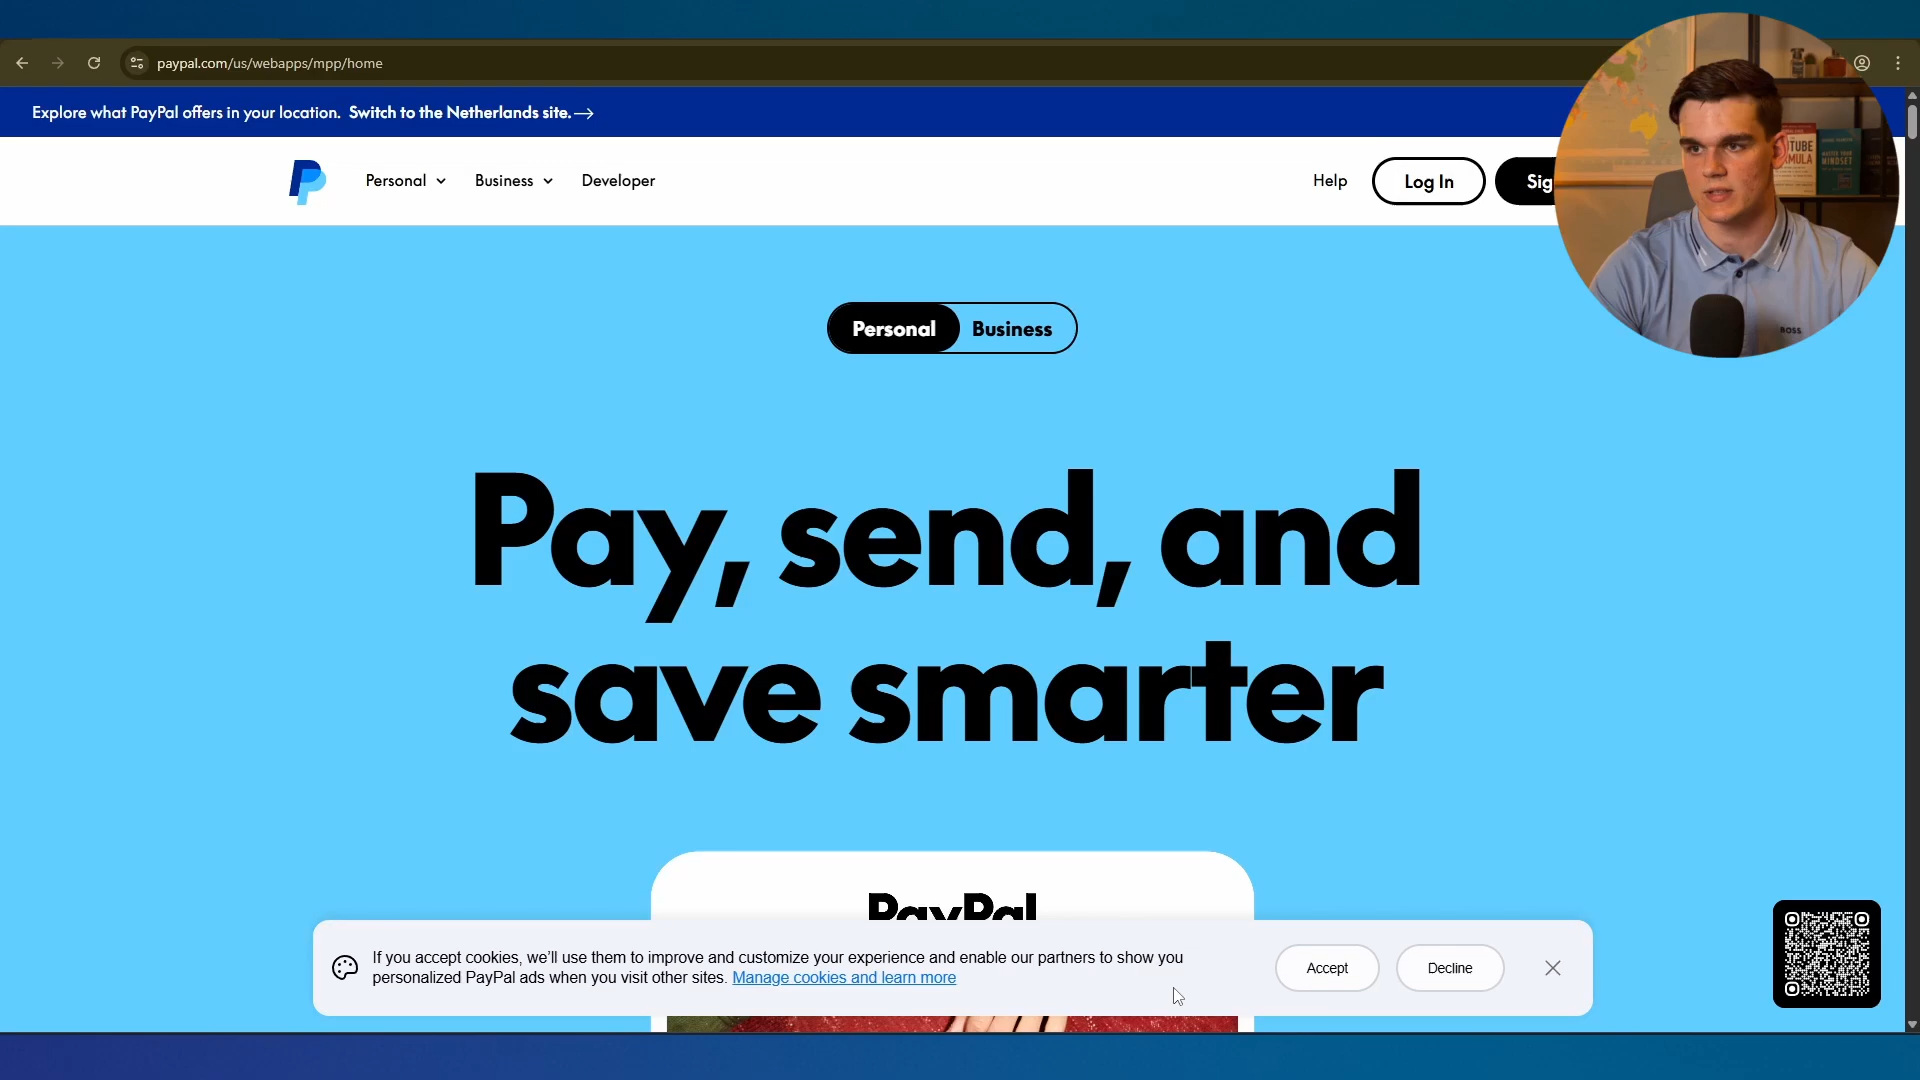 paypal.com/us/webapps/mpp/home
Explore what PayPal offers in your location. Switch to the Netherlands site.
Personal Business Developer Help Log In Sig
Personal Business
Pay, send, and
save smarter
PayPal
If you accept cookies, we'll use them to improve and customize your experience and enable our partners to show you
personalized PayPal ads when you visit other sites. Manage cookies and learn more
Accept Decline
BOSS